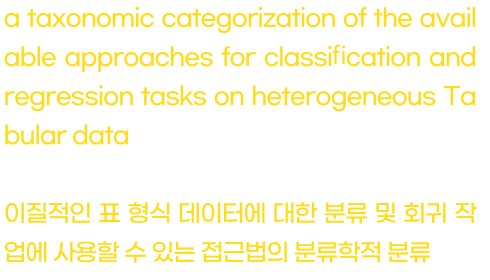 a taxonomic categorization of the avail
able approaches for classification and
regression tasks on heterogeneous Ta
bular data
이질적인 표 형식 데이터에 대한 분류 및 회귀 작
업에 사용할 수 있는 접근법의 분류학적 분류